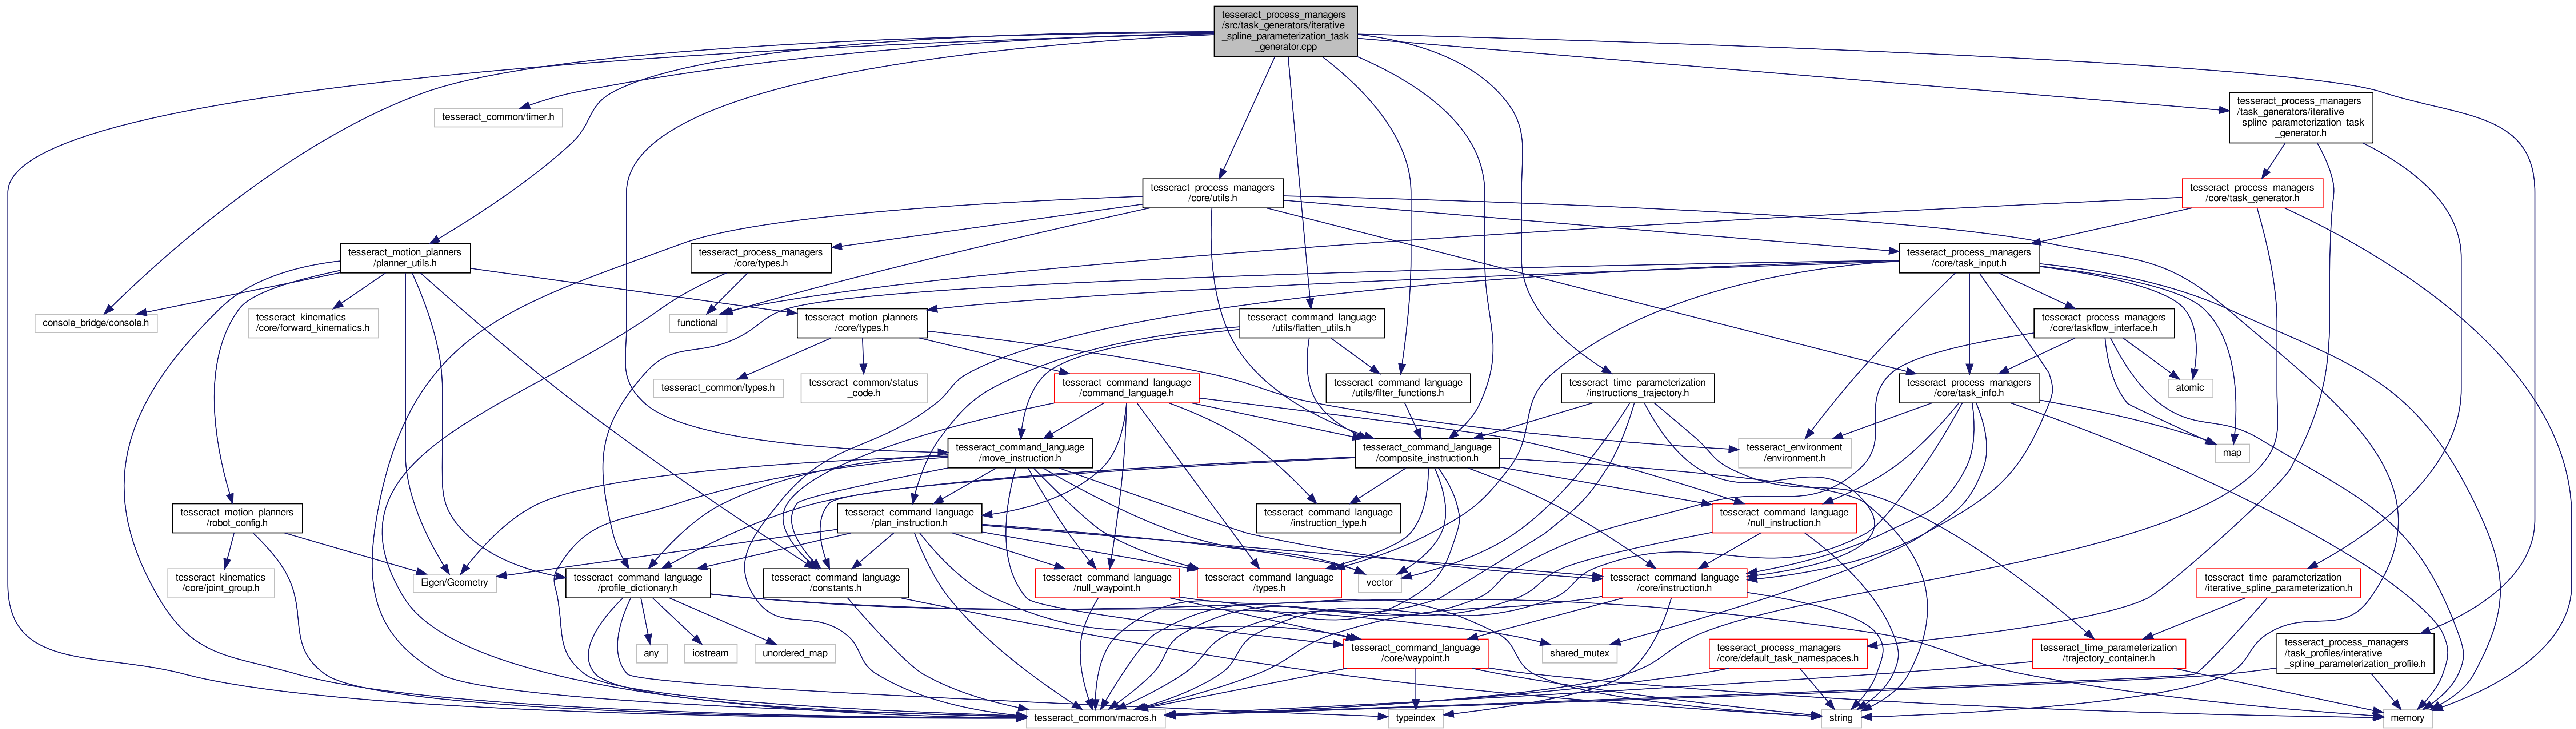 tesseract_process_managers
/src/task_generators/iterative
_spline_parameterization_task
_generator.cpp
tesseract_common/timer.h
tesseract_process_managers
/task_generators/iterative
_spline_parameterization_task
_generator.h
tesseract_process_managers
/core/utils.h
tesseract_process_managers
/core/task_generator.h
tesseract_motion_planners
/planner_utils.h
tesseract_process_managers
/core/types.h
tesseract_process_managers
/core/task_input.h
console_bridge/console.h
tesseract_kinematics
/core/forward_kinematics.h
functional
tesseract_motion_planners
/core/types.h
tesseract_command_language
/utils/flatten_utils.h
tesseract_process_managers
/core/taskflow_interface.h
tesseract_common/types.h
tesseract_common/status
_code.h
tesseract_command_language
/command_language.h
tesseract_command_language
/utils/filter_functions.h
tesseract_time_parameterization
/instructions_trajectory.h
tesseract_process_managers
/core/task_info.h
atomic
tesseract_command_language
/move_instruction.h
tesseract_command_language
/composite_instruction.h
tesseract_environment
/environment.h
map
tesseract_motion_planners
/robot_config.h
tesseract_command_language
/plan_instruction.h
tesseract_command_language
/instruction_type.h
tesseract_command_language
/null_instruction.h
tesseract_kinematics
/core/joint_group.h
Eigen/Geometry
tesseract_command_language
/profile_dictionary.h
tesseract_command_language
/constants.h
tesseract_command_language
/null_waypoint.h
tesseract_command_language
/types.h
vector
tesseract_command_language
/core/instruction.h
tesseract_time_parameterization
/iterative_spline_parameterization.h
any
iostream
unordered_map
tesseract_command_language
/core/waypoint.h
shared_mutex
tesseract_process_managers
/core/default_task_namespaces.h
tesseract_time_parameterization
/trajectory_container.h
tesseract_process_managers
/task_profiles/iterative
_spline_parameterization_profile.h
tesseract_common/macros.h
typeindex
string
memory